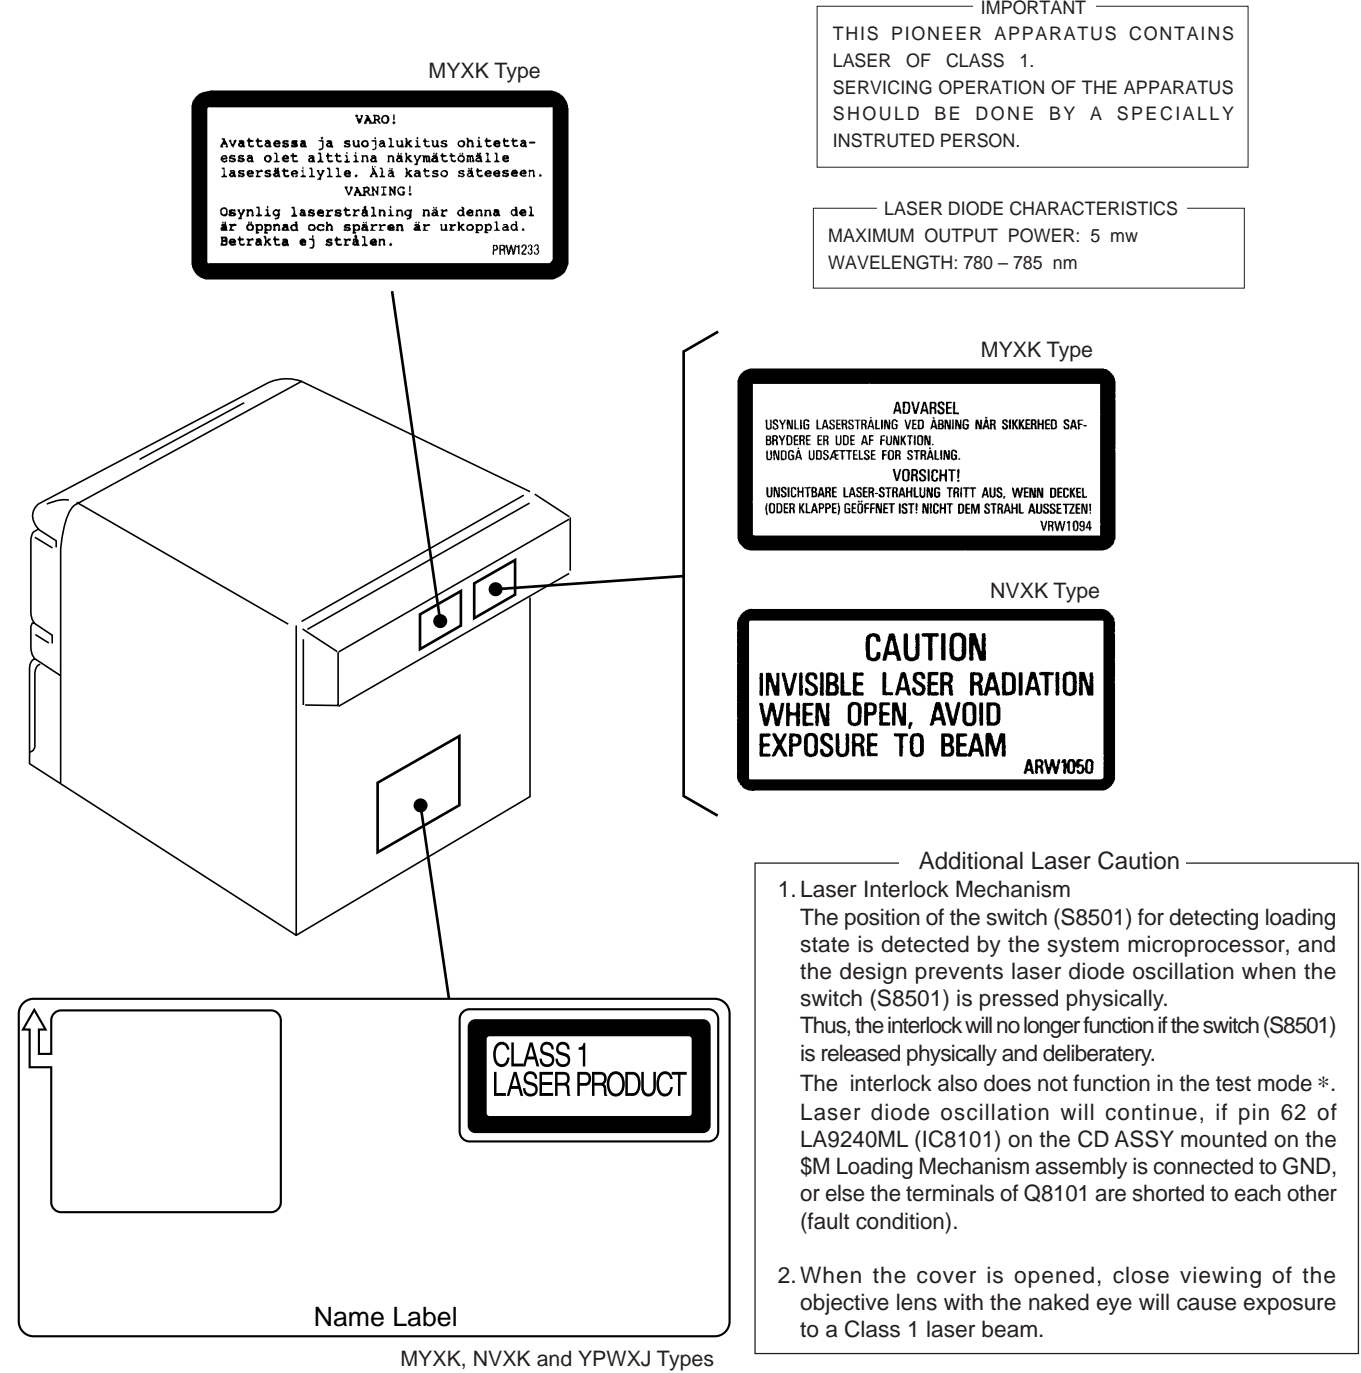 IMPORTANT
THIS PIONEER APPARATUS CONTAINS
LASER OF CLASS 1.
SERVICING OPERATION OF THE APPARATUS
SHOULD BE DONE BY A SPECIALLY
INSTRUTED PERSON.
MYXK Type
VARO!
Avattaessa ja suojalukitus ohitetta-
essa olet alttiina näkymättömälle
lasersäteilylle. Älä katso säteeseen.
VARNING!
Osynlig laserstrålning när denna del
är öppnad och spärren är urkopplad.
Betrakta ej strålen.
PRW1233
LASER DIODE CHARACTERISTICS
MAXIMUM OUTPUT POWER: 5 mw
WAVELENGTH: 780 – 785 nm
MYXK Type
ADVARSEL
USYNLIG LASERSTRÅLING VED ÅBNING NÅR SIKKERHED SAF-
BRYDERE ER UDE AF FUNKTION.
UNDGÅ UDSÆTTELSE FOR STRÅLING.
VORSICHT!
UNSICHTBARE LASER-STRAHLUNG TRITT AUS, WENN DECKEL
(ODER KLAPPE) GEÖFFNET IST! NICHT DEM STRAHL AUSSETZEN!
VRW1094
NVXK Type
CAUTION
INVISIBLE LASER RADIATION
WHEN OPEN, AVOID
EXPOSURE TO BEAM
ARW1050
CLASS 1
LASER PRODUCT
Name Label
MYXK, NVXK and YPWXJ Types
Additional Laser Caution
1. Laser Interlock Mechanism
The position of the switch (S8501) for detecting loading
state is detected by the system microprocessor, and
the design prevents laser diode oscillation when the
switch (S8501) is pressed physically.
Thus, the interlock will no longer function if the switch (S8501)
is released physically and deliberatery.
The interlock also does not function in the test mode *.
Laser diode oscillation will continue, if pin 62 of
LA9240ML (IC8101) on the CD ASSY mounted on the
$M Loading Mechanism assembly is connected to GND,
or else the terminals of Q8101 are shorted to each other
(fault condition).
2. When the cover is opened, close viewing of the
objective lens with the naked eye will cause exposure
to a Class 1 laser beam.